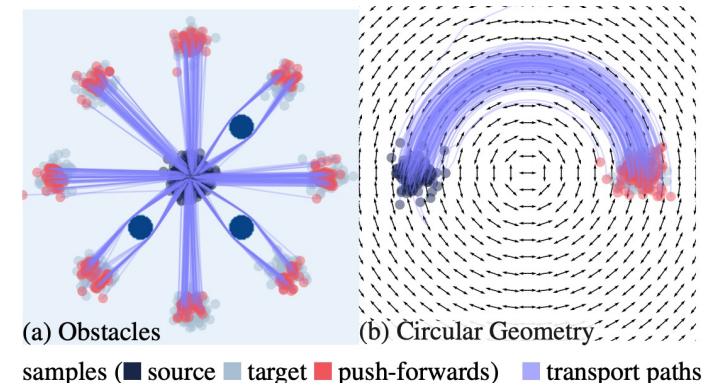 (a) Obstacles
(b) Circular Geometry
samples (source target push-forwards) transport paths